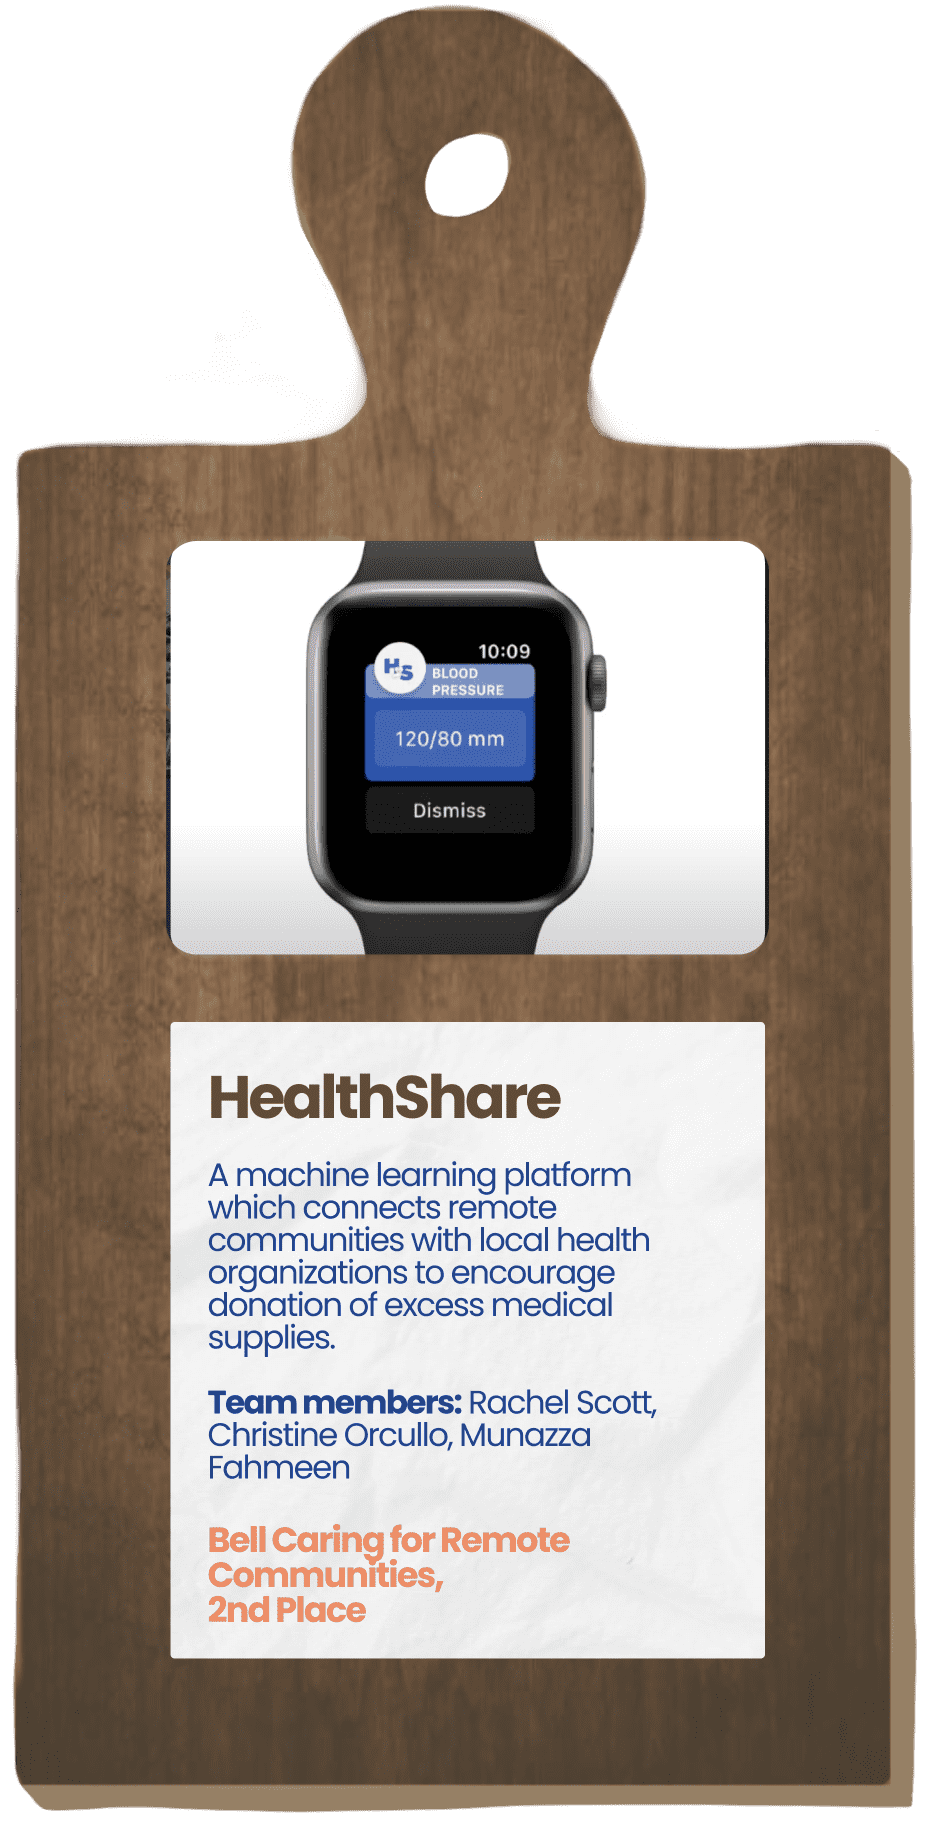 10:09
HS
BLOOD
PRESSURE
120/80 mm
Dismiss
HealthShare
A machine learning platform
which connects remote
communities with local health
organizations to encourage
donation of excess medical
supplies.
Team members: Rachel Scott,
Christine Orcullo, Munazza
Fahmeen
Bell Caring for Remote
Communities,
2nd Place